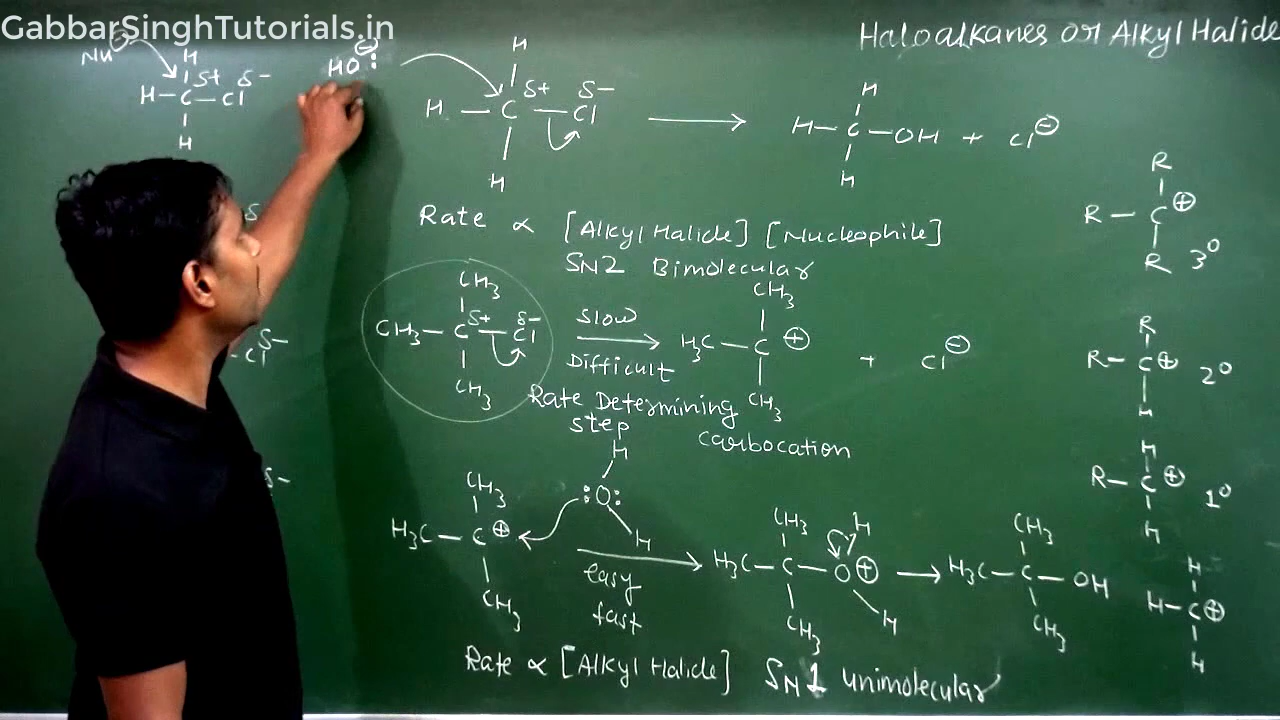 GabbarSinghTutorials.in
Haloalkanes or Alkyl Halide
Nu
H
δ+ δ-
H-C-Cl
H
HO⊖:
H
δ+ δ-
H-C-Cl
H
→
H
H-C-OH + Cl⊖
H
Rate ∝ [Alkyl Halide] [Nucleophile]
SN2 Bimolecular
CH3
δ+ δ-
CH3-C-Cl
CH3
Slow
Difficult
Rate Determining
step
CH3
H3C-C⊕ + Cl⊖
CH3
carbocation
δ
δ-
Cl
δ-
CH3
H3C-C⊕
CH3
H
:O:
H
easy
fast
CH3 H
H3C-C-O⊕
CH3 H
→
CH3
H3C-C-OH
CH3
Rate ∝ [Alkyl Halide] SN1 unimolecular
R
R-C⊕
R 3°
R
R-C⊕ 2°
H
H
R-C⊕ 1°
H
H
H-C⊕
H